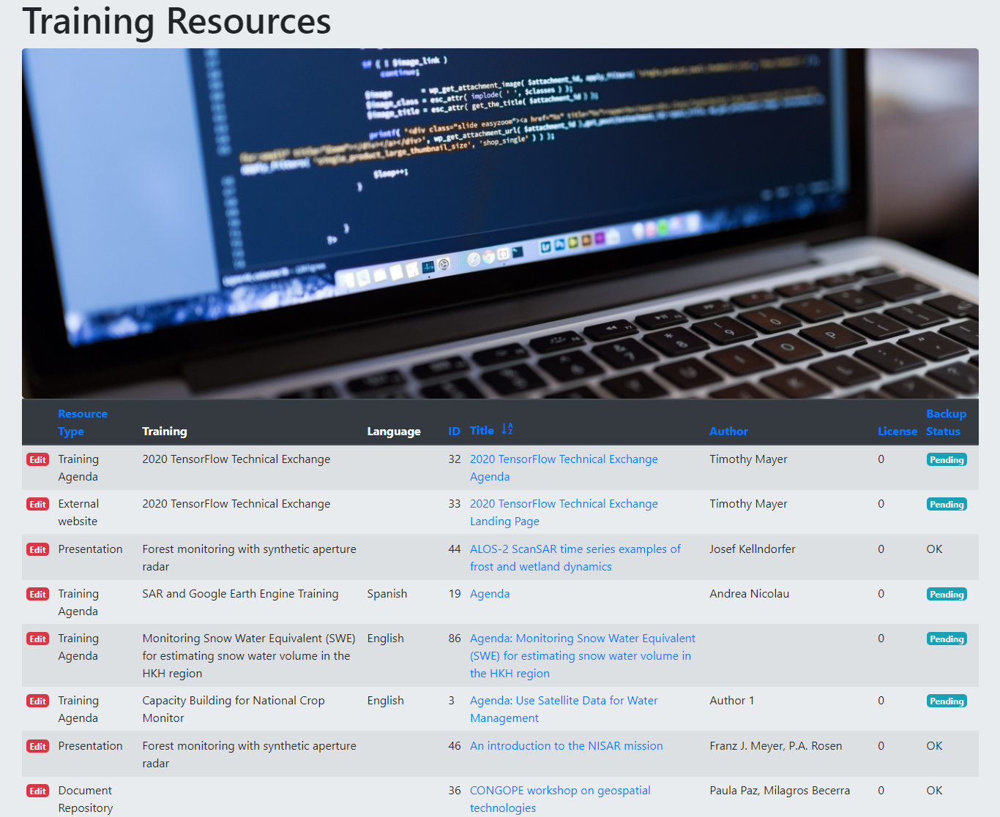 Training Resources
if ( ! $image_link )
continue;
$image = wp_get_attachment_image( $attachment_id, apply_filters(
$image_class = esc_attr( implode( ' ', $classes ) );
$image_title = esc_attr( get_the_title( $attachment_id ) );
printf( '<div class="slide easyzoom"><a href="%s" title="%s">
wp_get_attachment_url( $attachment_id ),
apply_filters( 'single_product_large_thumbnail_size', 'shop_single' ) ) );
$loop++;
}
}
?>
Resource Type Training Language ID Title Author License Backup Status
Edit Training Agenda 2020 TensorFlow Technical Exchange 32 2020 TensorFlow Technical Exchange Agenda Timothy Mayer 0 Pending
Edit External website 2020 TensorFlow Technical Exchange 33 2020 TensorFlow Technical Exchange Landing Page Timothy Mayer 0 Pending
Edit Presentation Forest monitoring with synthetic aperture radar 44 ALOS-2 ScanSAR time series examples of frost and wetland dynamics Josef Kellndorfer 0 OK
Edit Training Agenda SAR and Google Earth Engine Training Spanish 19 Agenda Andrea Nicolau 0 Pending
Edit Training Agenda Monitoring Snow Water Equivalent (SWE) for estimating snow water volume in the HKH region English 86 Agenda: Monitoring Snow Water Equivalent (SWE) for estimating snow water volume in the HKH region 0 Pending
Edit Training Agenda Capacity Building for National Crop Monitor English 3 Agenda: Use Satellite Data for Water Management Author 1 0 Pending
Edit Presentation Forest monitoring with synthetic aperture radar 46 An introduction to the NISAR mission Franz J. Meyer, P.A. Rosen 0 OK
Edit Document Repository 36 CONGOPE workshop on geospatial technologies Paula Paz, Milagros Becerra 0 OK